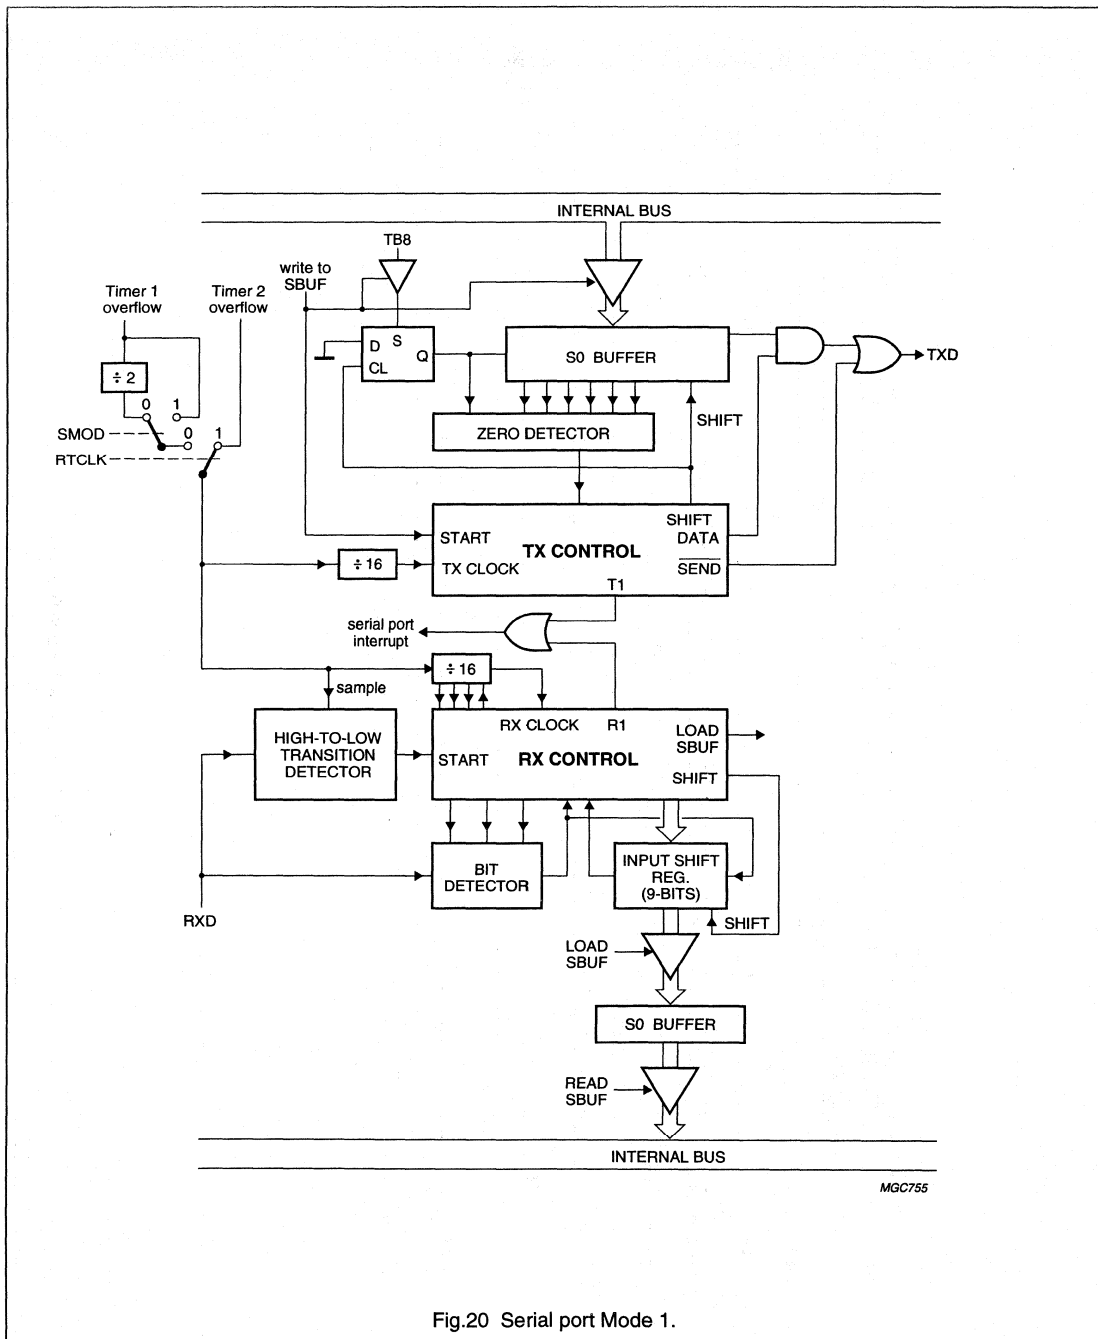 INTERNAL BUS
TB8
write to
SBUF
Timer 1
overflow
Timer 2
overflow
D
S
Q
CL
S0 BUFFER
TXD
÷ 2
0
1
SMOD
0
1
RTCLK
ZERO DETECTOR
SHIFT
START
TX CONTROL
SHIFT
DATA
÷ 16
TX CLOCK
SEND
T1
serial port
interrupt
÷ 16
sample
HIGH-TO-LOW
TRANSITION
DETECTOR
RX CLOCK
R1
LOAD
SBUF
START
RX CONTROL
SHIFT
BIT
DETECTOR
INPUT SHIFT
REG.
(9-BITS)
RXD
SHIFT
LOAD
SBUF
S0 BUFFER
READ
SBUF
INTERNAL BUS
MGC755
Fig.20 Serial port Mode 1.